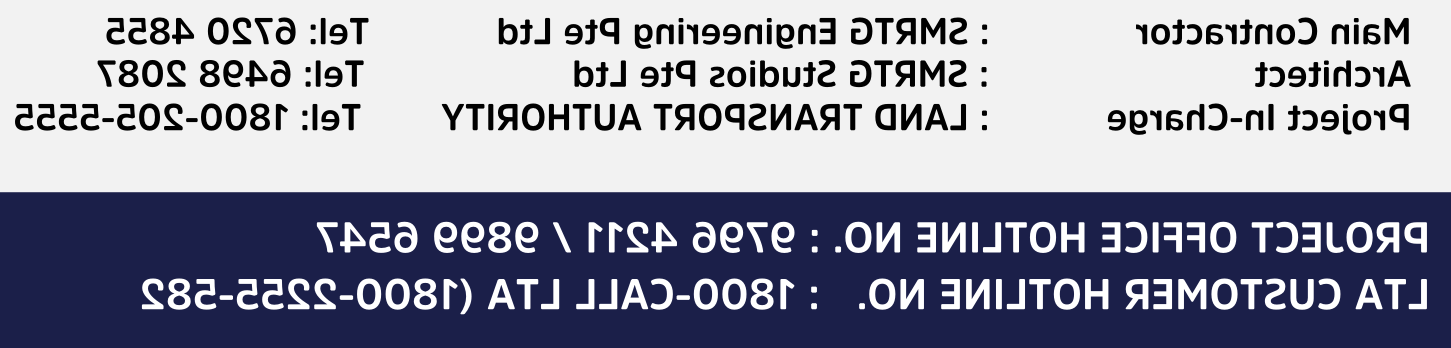 Main Contractor : SMRTG Engineering Pte Ltd Tel: 6720 4855
Architect : SMRTG Studios Pte Ltd Tel: 6498 2087
Project In-Charge : LAND TRANSPORT AUTHORITY Tel: 1800-205-5555
PROJECT OFFICE HOTLINE NO. : 9796 4211 / 9899 6547
LTA CUSTOMER HOTLINE NO. : 1800-CALL LTA (1800-2255-582